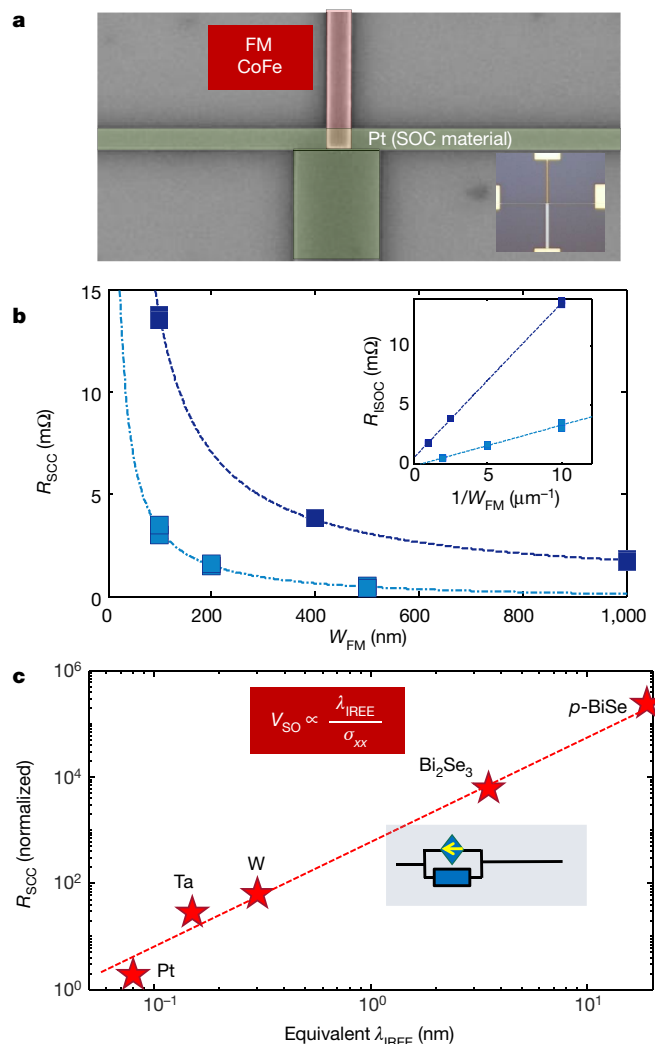 a
FM
CoFe
Pt (SOC material)
b
15
10
5
0
R_SCC (mΩ)
0
200
400
600
800
1,000
W_FM (nm)
10
5
0
R_ISOC (mΩ)
0
5
10
1/W_FM (μm⁻¹)
c
10⁶
10⁴
10²
10⁰
R_SCC (normalized)
V_SO ∝ λ_IREE / σ_xx
p-BiSe
Bi₂Se₃
W
Ta
Pt
10⁻¹
10⁰
10¹
Equivalent λ_IREE (nm)